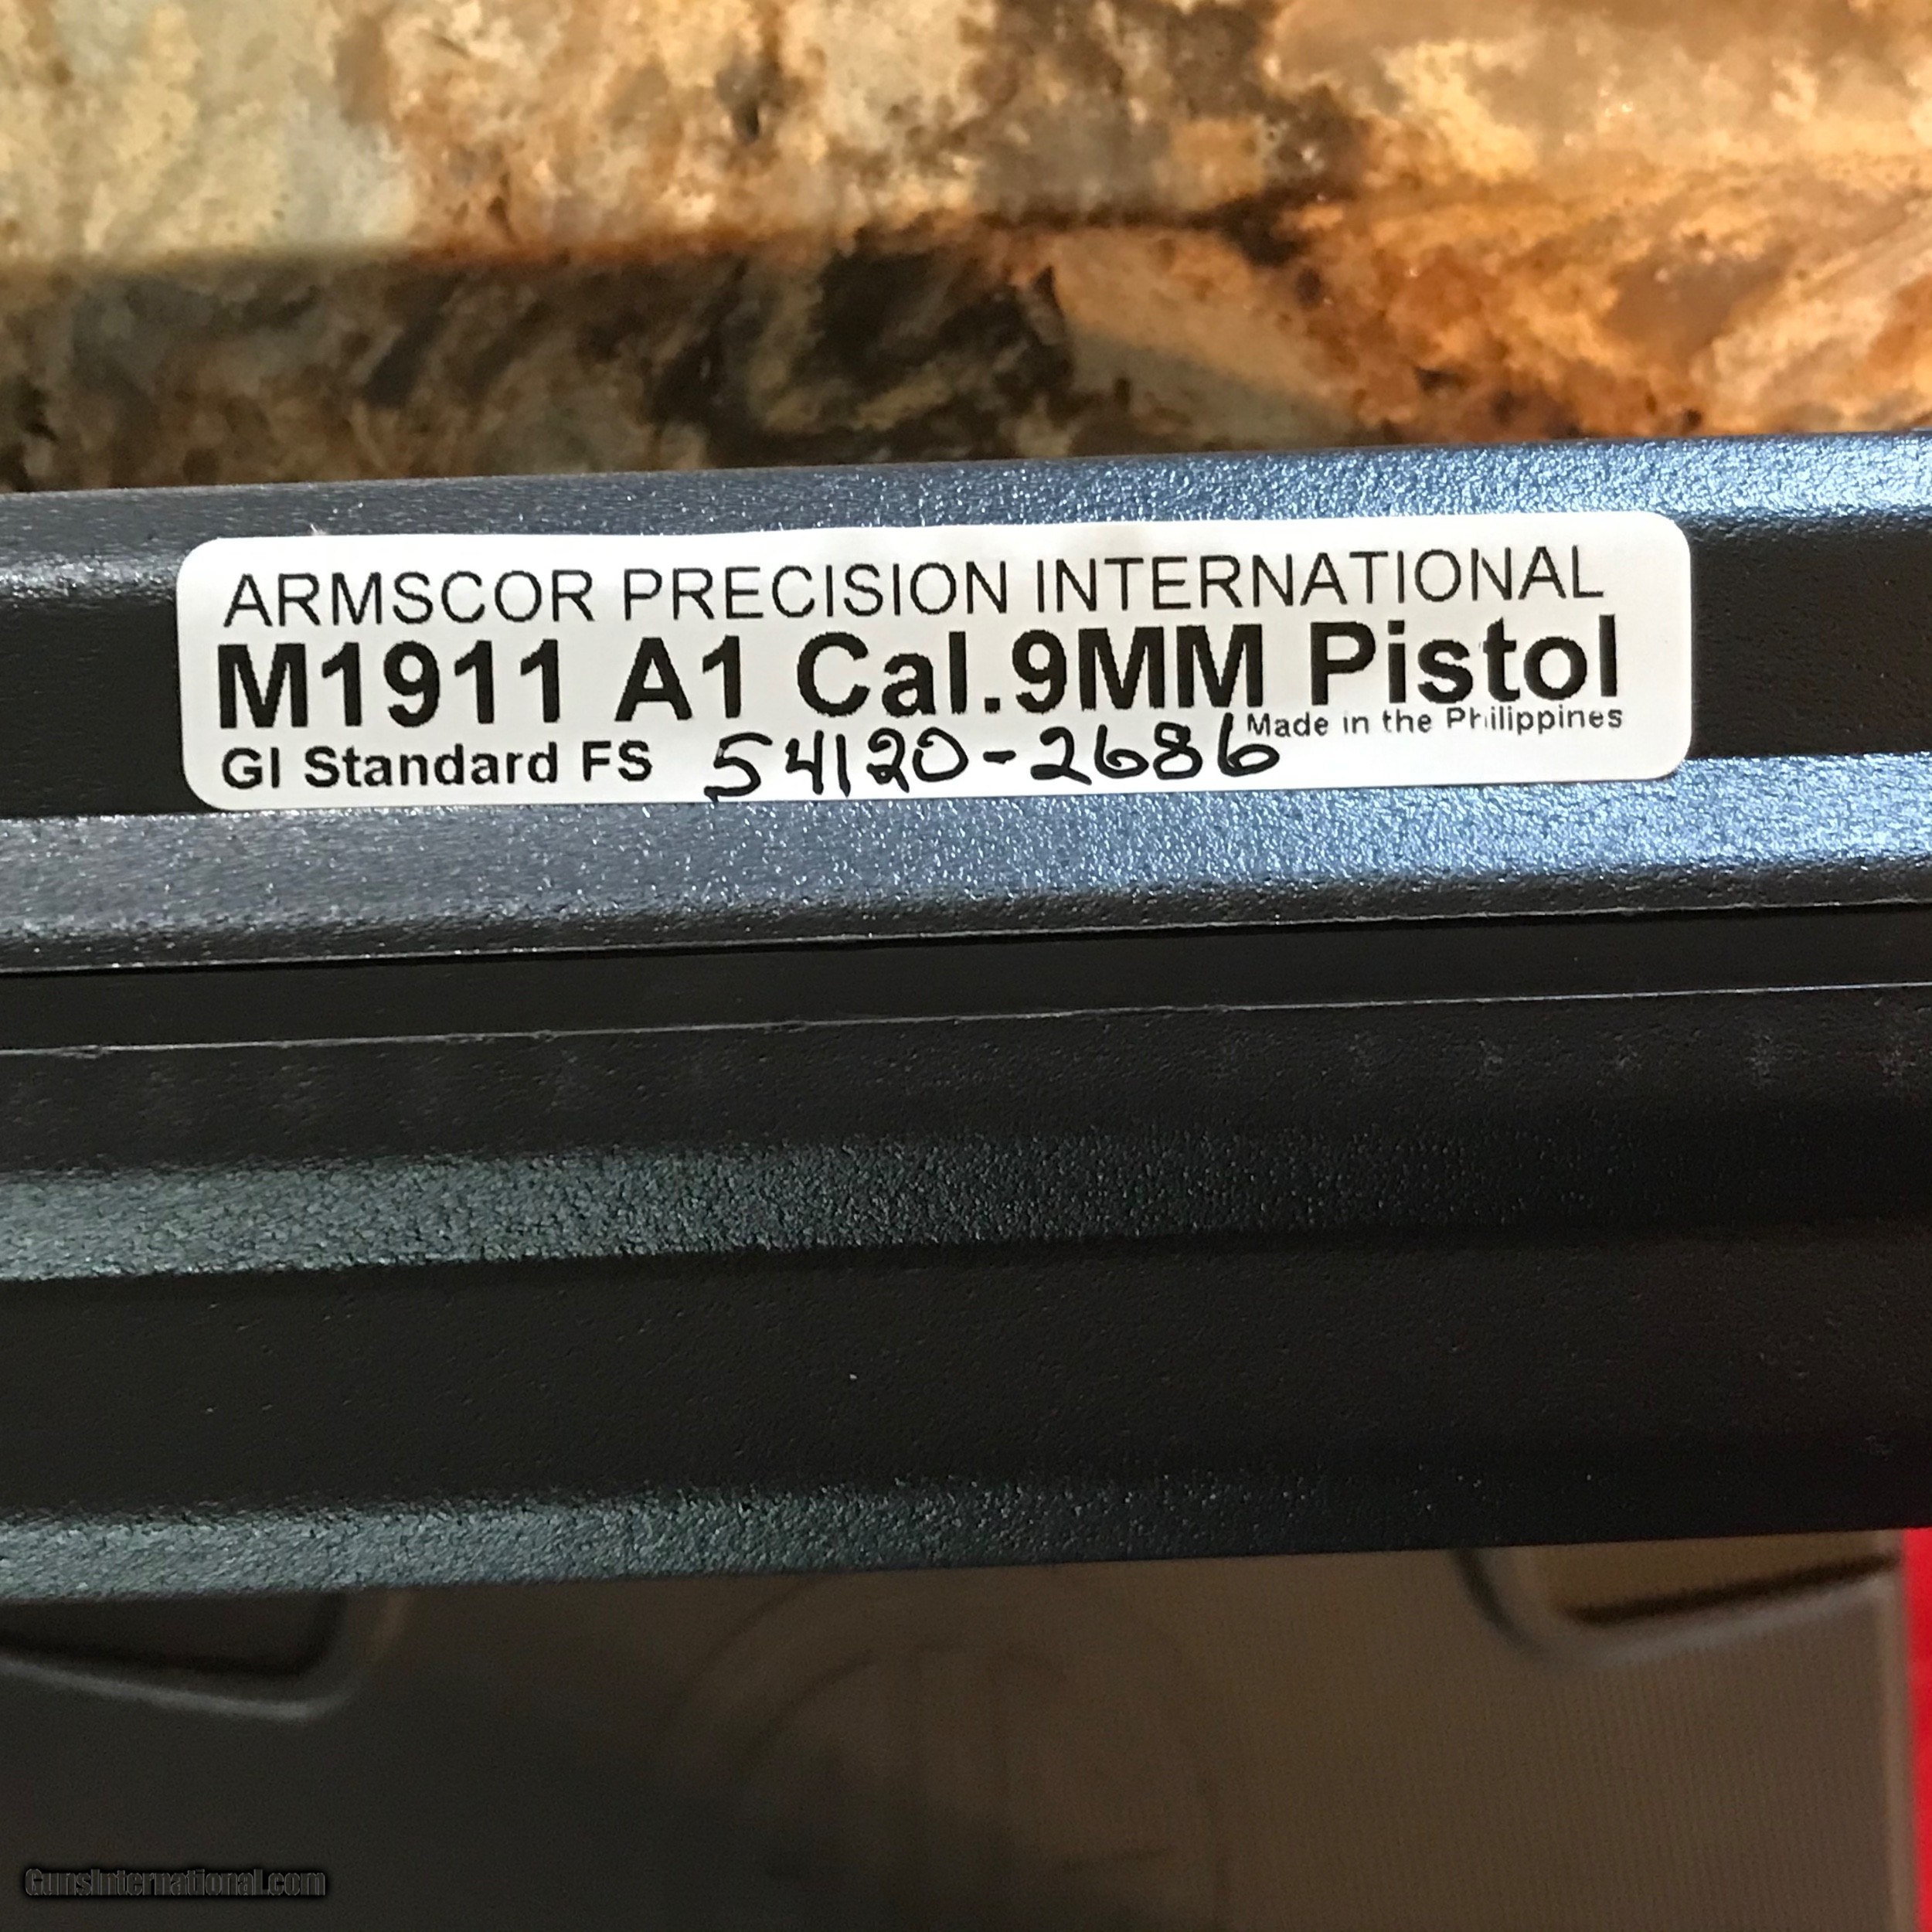 ARMSCOR PRECISION INTERNATIONAL
M1911 A1 Cal.9MM Pistol
Made in the Philippines
GI Standard FS 54120-2686
GunsInternational.com